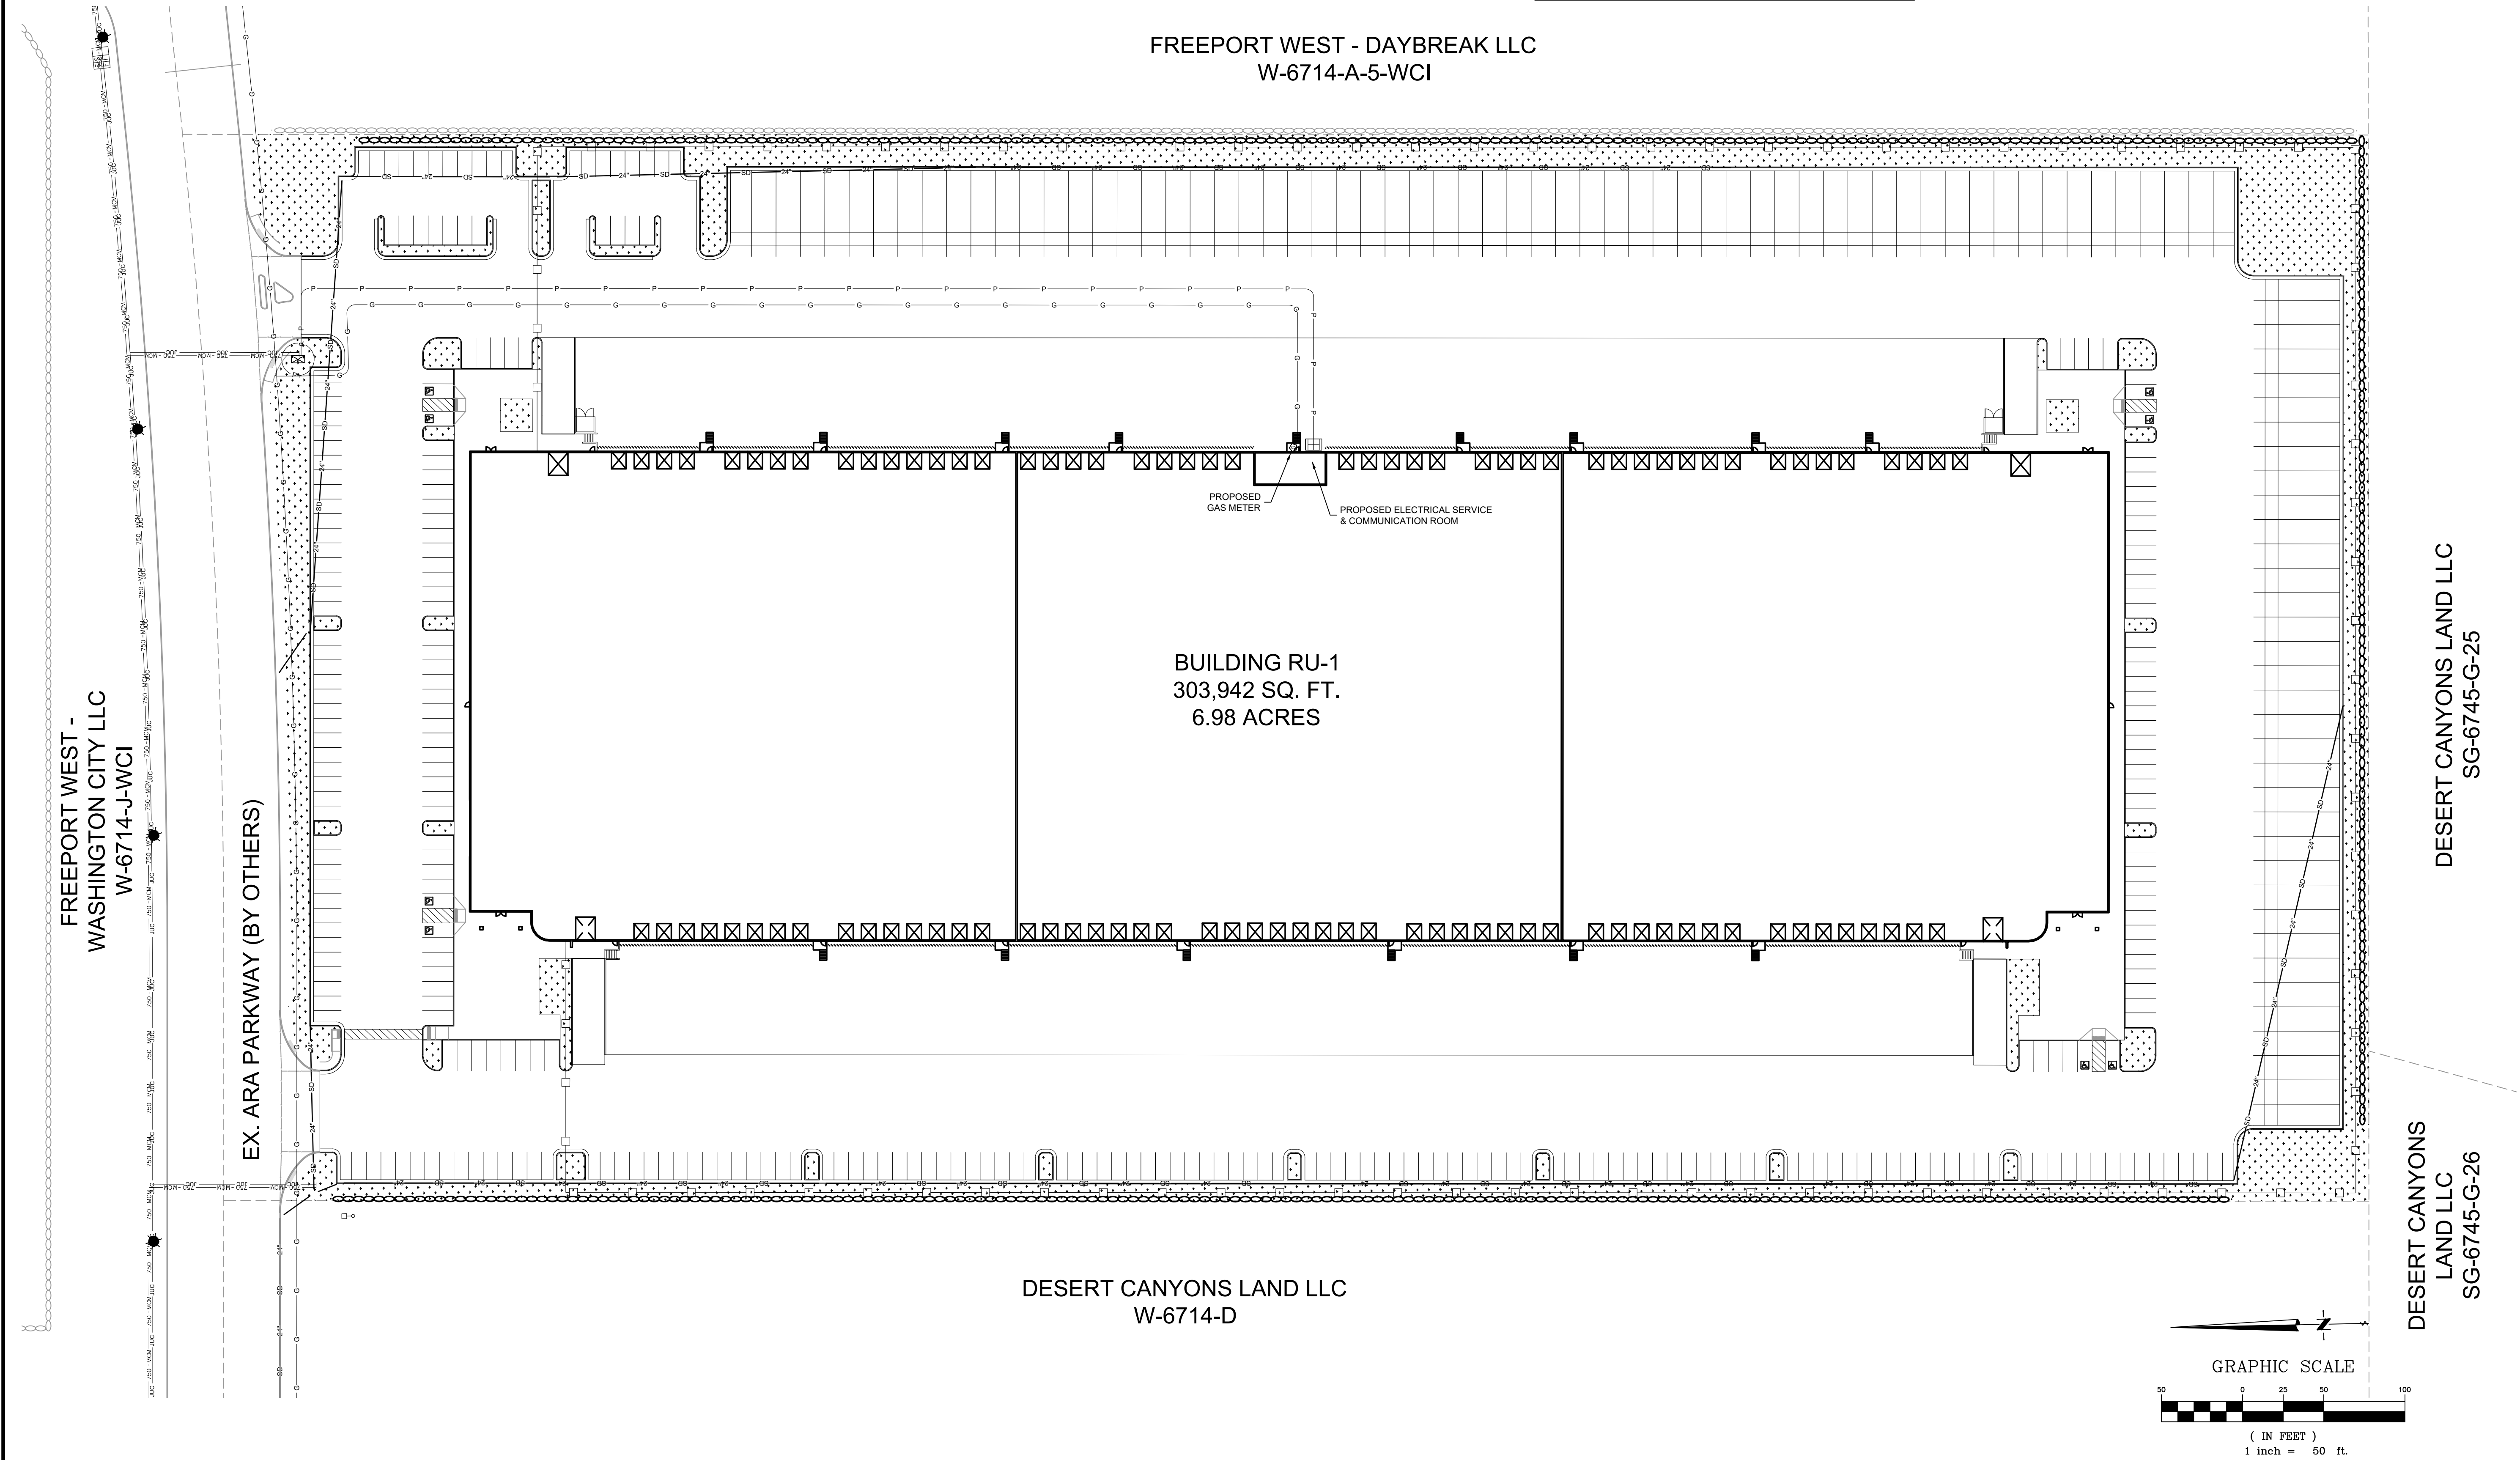 FREEPORT WEST - DAYBREAK LLC
W-6714-A-5-WCI
PROPOSED
GAS METER
PROPOSED ELECTRICAL SERVICE
& COMMUNICATION ROOM
BUILDING RU-1
303,942 SQ. FT.
6.98 ACRES
FREEPORT WEST -
WASHINGTON CITY LLC
W-6714-J-WCI
EX. ARA PARKWAY (BY OTHERS)
DESERT CANYONS LAND LLC
SG-6745-G-25
DESERT CANYONS
LAND LLC
SG-6745-G-26
DESERT CANYONS LAND LLC
W-6714-D
N
GRAPHIC SCALE
50 0 25 50 100
( IN FEET )
1 inch = 50 ft.